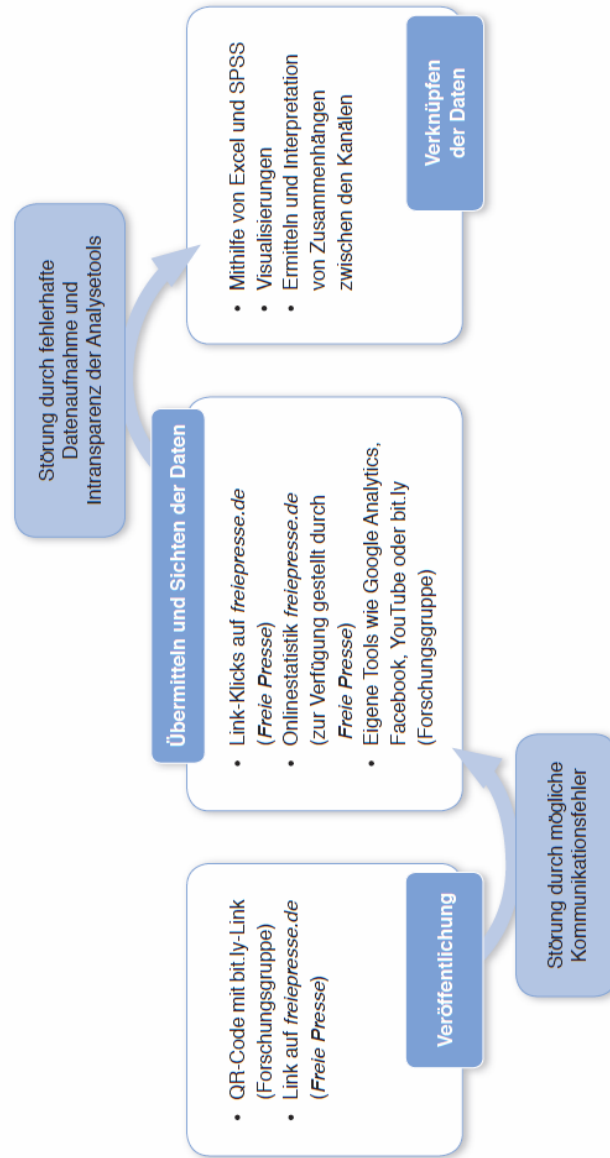 • QR-Code mit bit.ly-Link
(Forschungsgruppe)
• Link auf freiepresse.de
(Freie Presse)
Veröffentlichung
Störung durch mögliche
Kommunikationsfehler
Übermitteln und Sichten der Daten
• Link-Klicks auf freiepresse.de
(Freie Presse)
• Onlinestatistik freiepresse.de
(zur Verfügung gestellt durch
Freie Presse)
• Eigene Tools wie Google Analytics,
Facebook, YouTube oder bit.ly
(Forschungsgruppe)
Störung durch fehlerhafte
Datenaufnahme und
Intransparenz der Analysetools
• Mithilfe von Excel und SPSS
• Visualisierungen
• Ermitteln und Interpretation
von Zusammenhängen
zwischen den Kanälen
Verknüpfen
der Daten